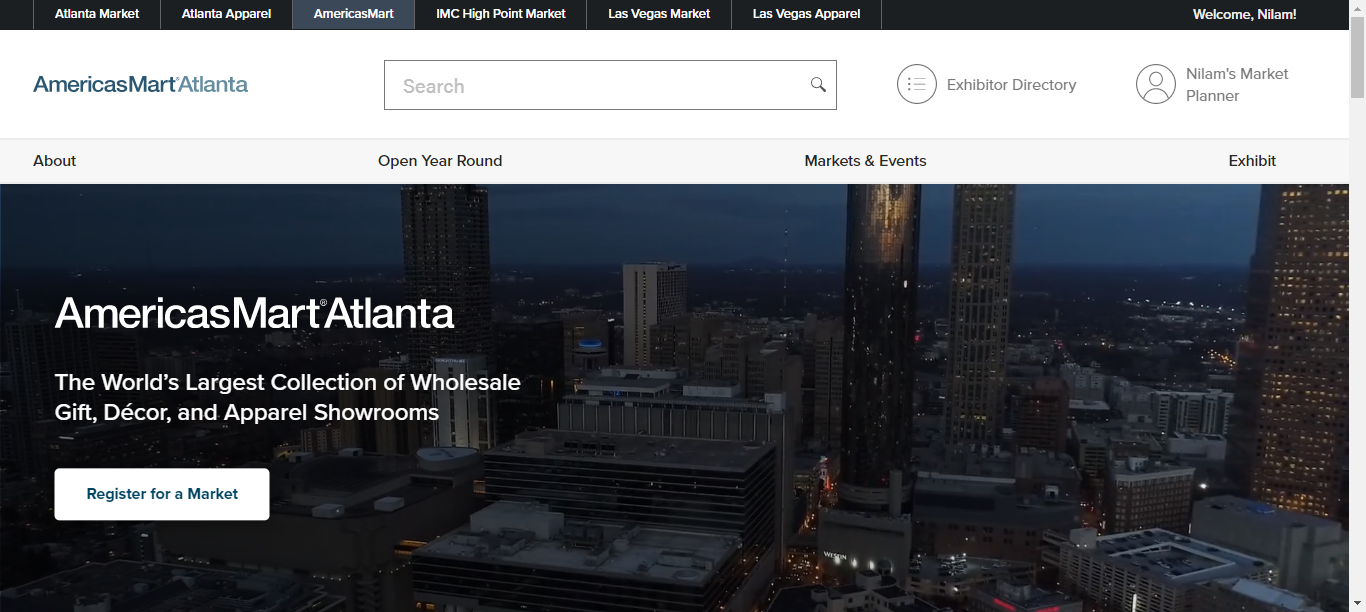 Atlanta Market
Atlanta Apparel
AmericasMart
IMC High Point Market
Las Vegas Market
Las Vegas Apparel
Welcome, Nilam!
AmericasMart®Atlanta
Search
Exhibitor Directory
Nilam's Market
Planner
About
Open Year Round
Markets & Events
Exhibit
AmericasMart®Atlanta
The World’s Largest Collection of Wholesale
Gift, Décor, and Apparel Showrooms
Register for a Market
WESTIN